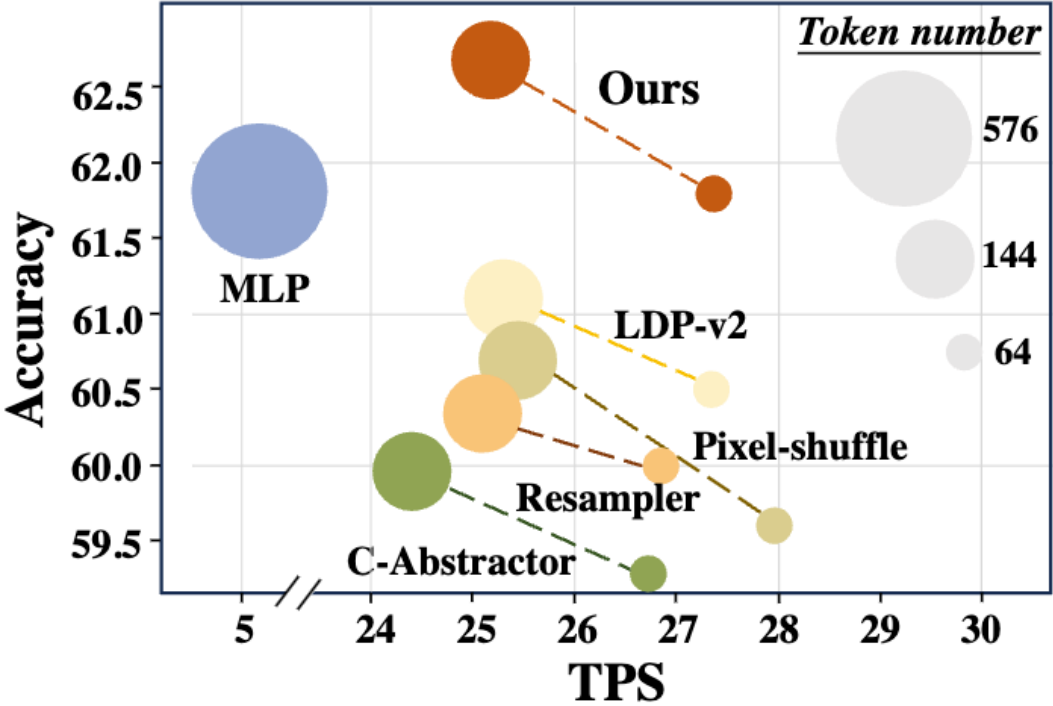 Token number
576
144
64
Ours
MLP
LDP-v2
Pixel-shuffle
Resampler
C-Abstractor
Accuracy
62.5
62.0
61.5
61.0
60.5
60.0
59.5
5 24 25 26 27 28 29 30
TPS